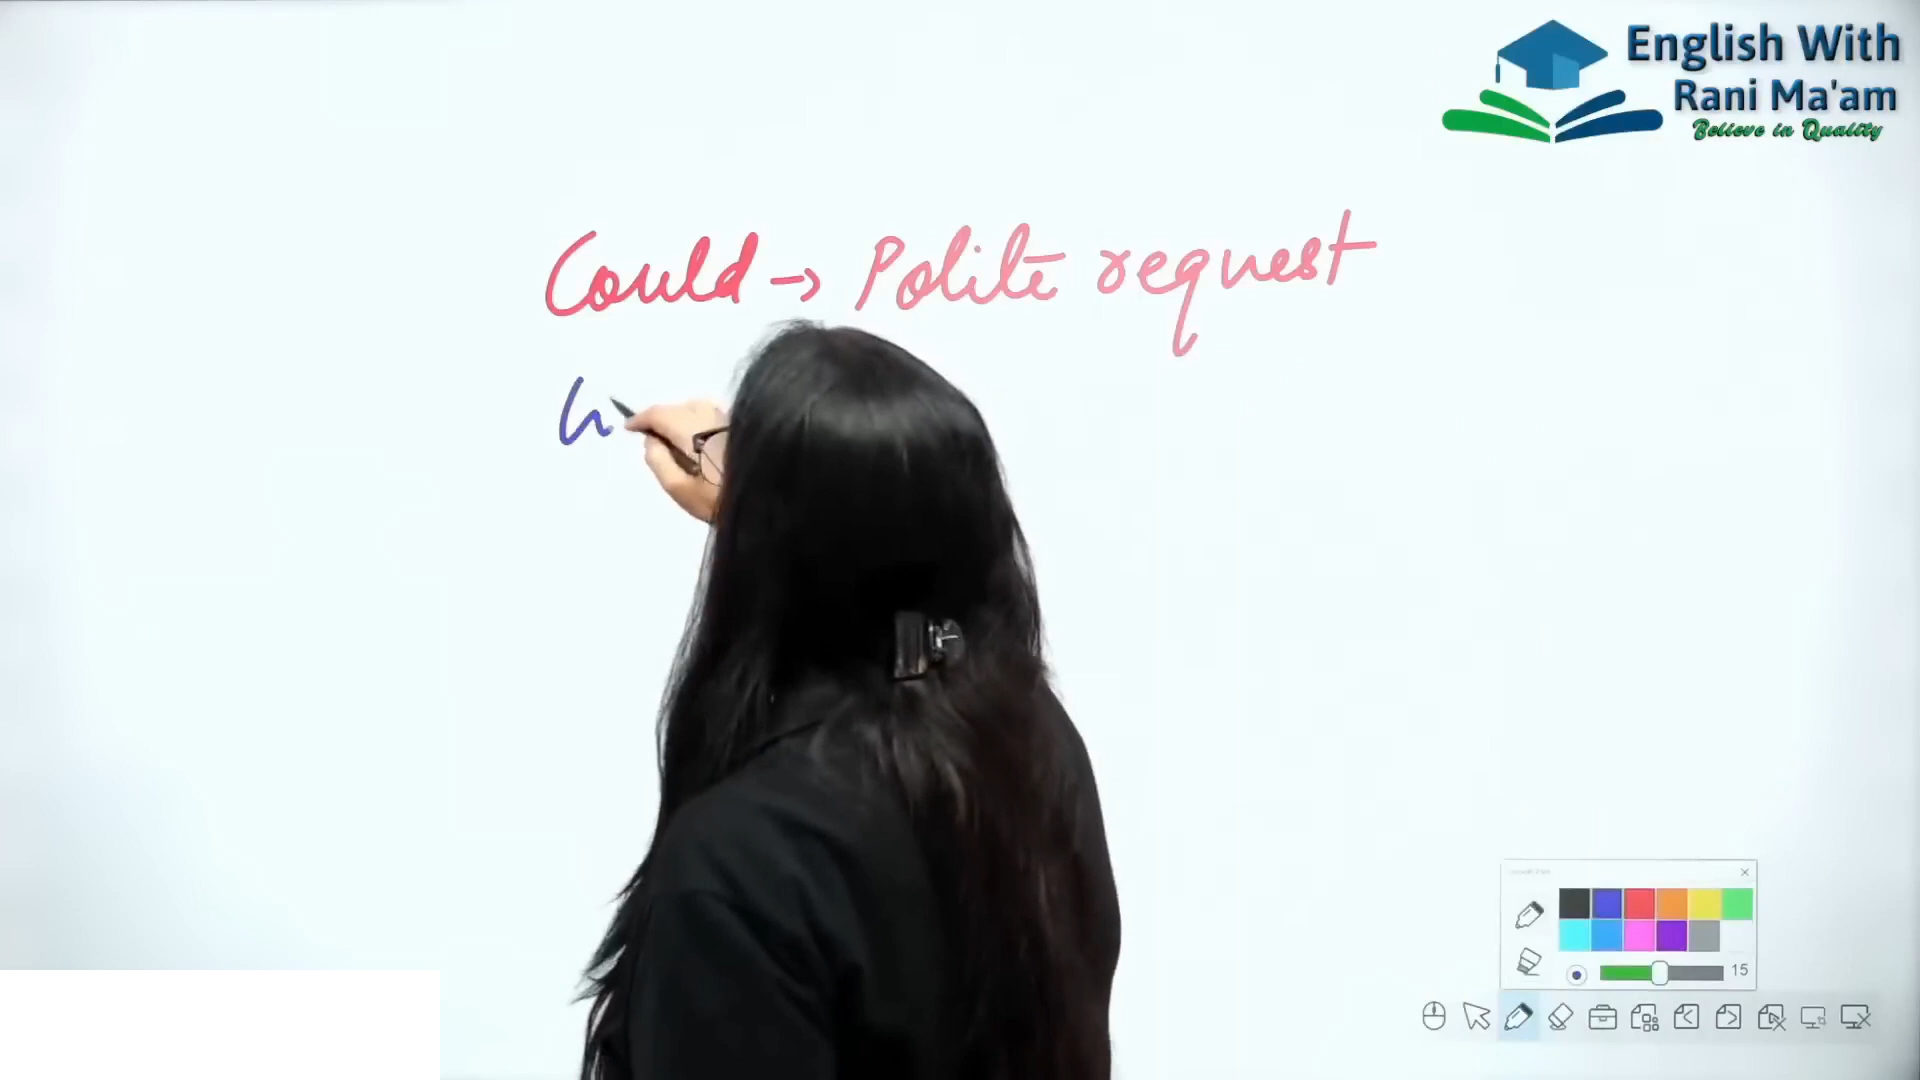 English With
Rani Ma'am
Believe in Quality
Could → Polite request
15